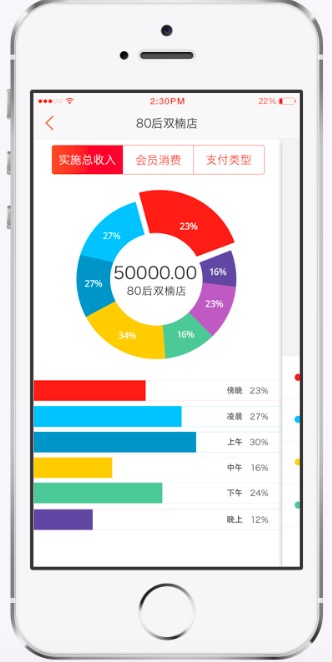 2:30PM 22%
80后双楠店
实施总收入 会员消费 支付类型
23%
27%
16%
27%
23%
34%
16%
50000.00
80后双楠店
傍晚 23%
凌晨 27%
上午 30%
中午 16%
下午 24%
晚上 12%